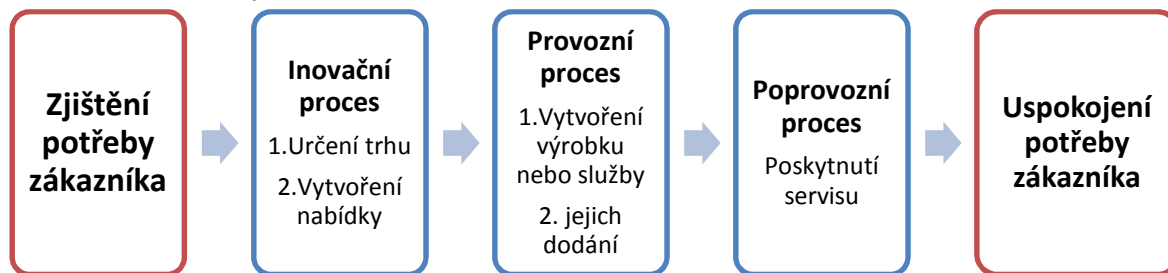 Zjištění
potřeby
zákazníka
Inovační
proces
1.Určení trhu
2.Vytvoření
nabídky
Provozní
proces
1.Vytvoření
výrobku
nebo služby
2. jejich
dodání
Poprovozní
proces
Poskytnutí
servisu
Uspokojení
potřeby
zákazníka